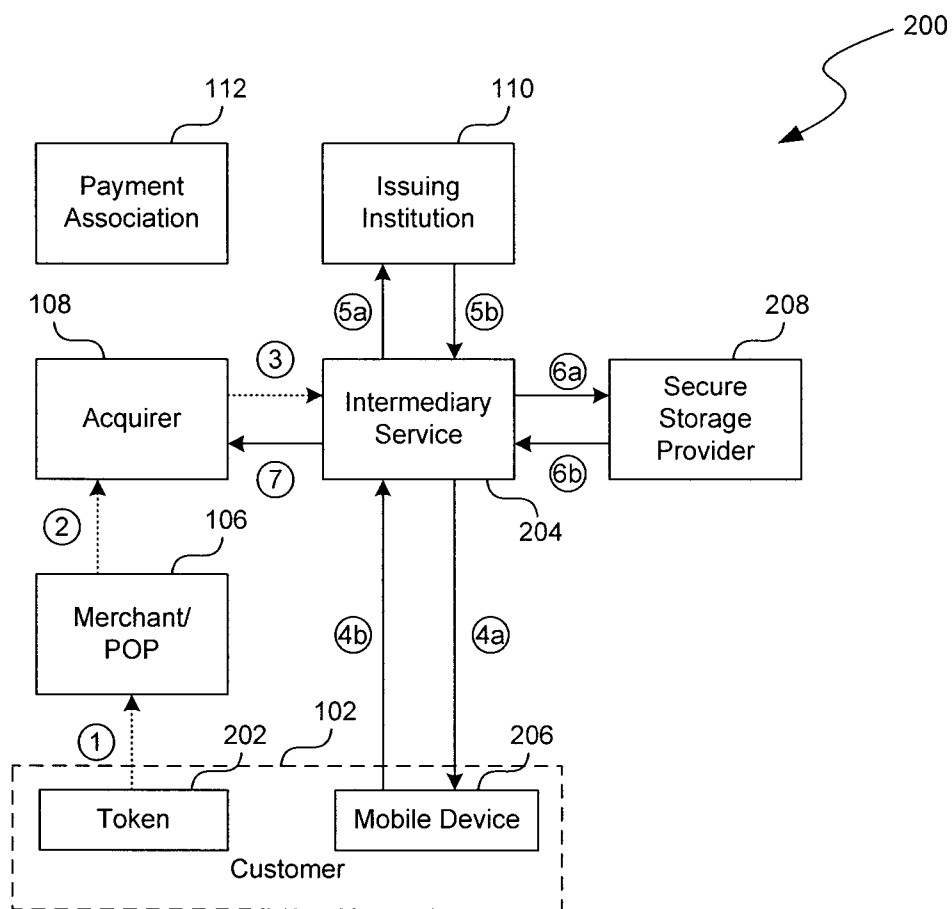 200
112
110
Payment
Association
Issuing
Institution
108
5a
5b
208
3
6a
Acquirer
Intermediary
Service
Secure
Storage
Provider
7
6b
2
106
204
Merchant/
POP
4b
4a
1
202
102
206
Token
Mobile Device
Customer